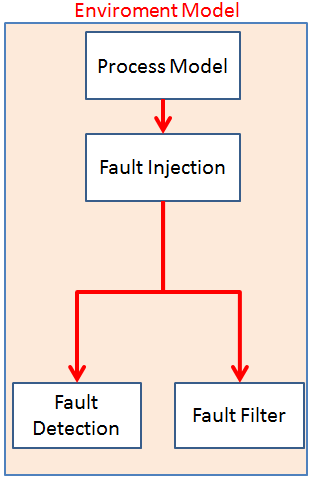 Enviroment Model
Process Model
Fault Injection
Fault
Detection
Fault Filter